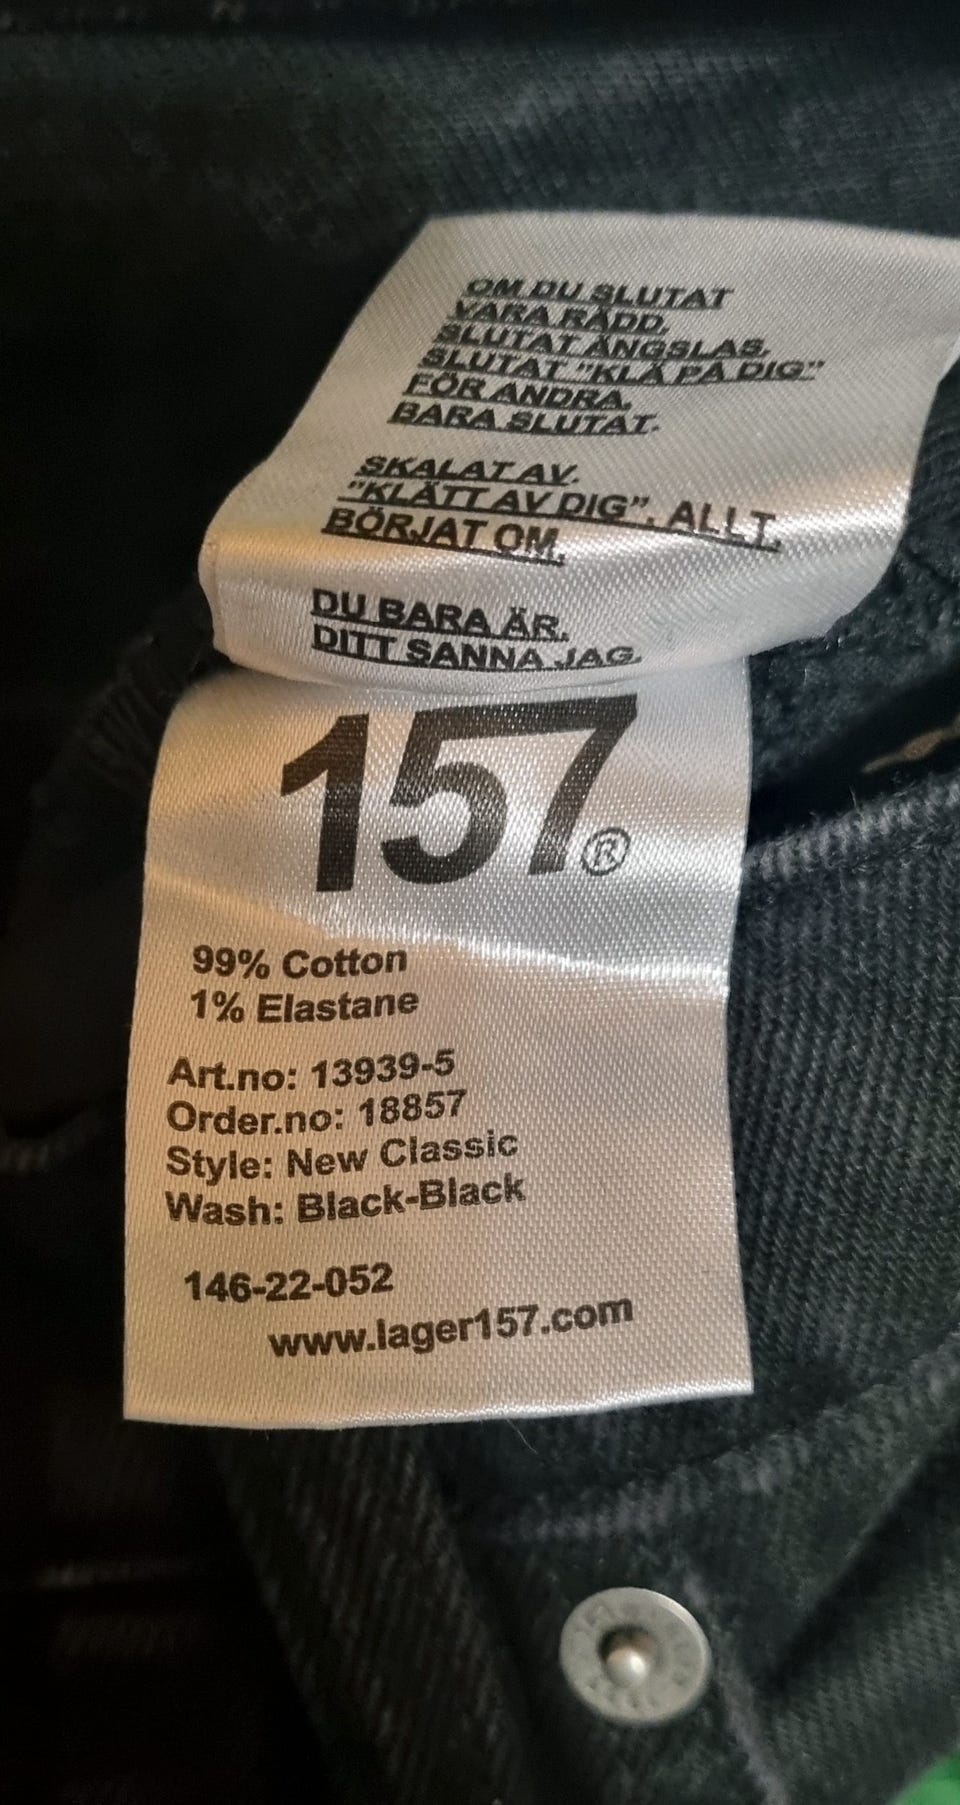 OM DU SLUTAT
VARA RÄDD.
SLUTAT ÄNGSLAS.
SLUTAT "KLÄ PÅ DIG"
FÖR ANDRA.
BARA SLUTAT.
SKALAT AV.
"KLÄTT AV DIG". ALLT.
BÖRJAT OM.
DU BARA ÄR.
DITT SANNA JAG.
157®
99% Cotton
1% Elastane
Art.no: 13939-5
Order.no: 18857
Style: New Classic
Wash: Black-Black
146-22-052
www.lager157.com